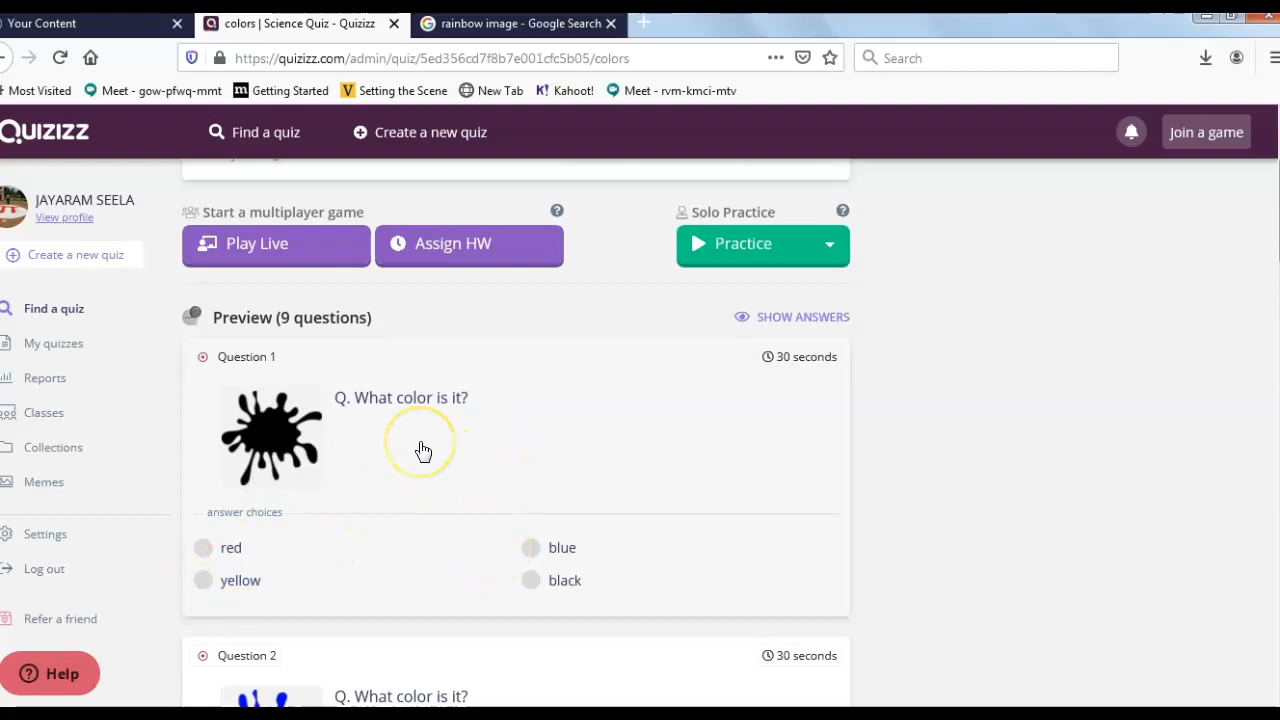 Your Content
colors | Science Quiz - Quizizz
rainbow image - Google Search
https://quizizz.com/admin/quiz/5ed356cd7f8b7e001cfc5b05/colors
Search
Most Visited
Meet - gow-pfwq-mmt
Getting Started
Setting the Scene
New Tab
Kahoot!
Meet - rvm-kmci-mtv
QUIZIZZ
Find a quiz
Create a new quiz
Join a game
JAYARAM SEELA
View profile
Create a new quiz
Find a quiz
My quizzes
Reports
Classes
Collections
Memes
Settings
Log out
Refer a friend
Help
Start a multiplayer game
Solo Practice
Play Live
Assign HW
Practice
Preview (9 questions)
SHOW ANSWERS
Question 1
30 seconds
Q. What color is it?
answer choices
red
blue
yellow
black
Question 2
30 seconds
Q. What color is it?